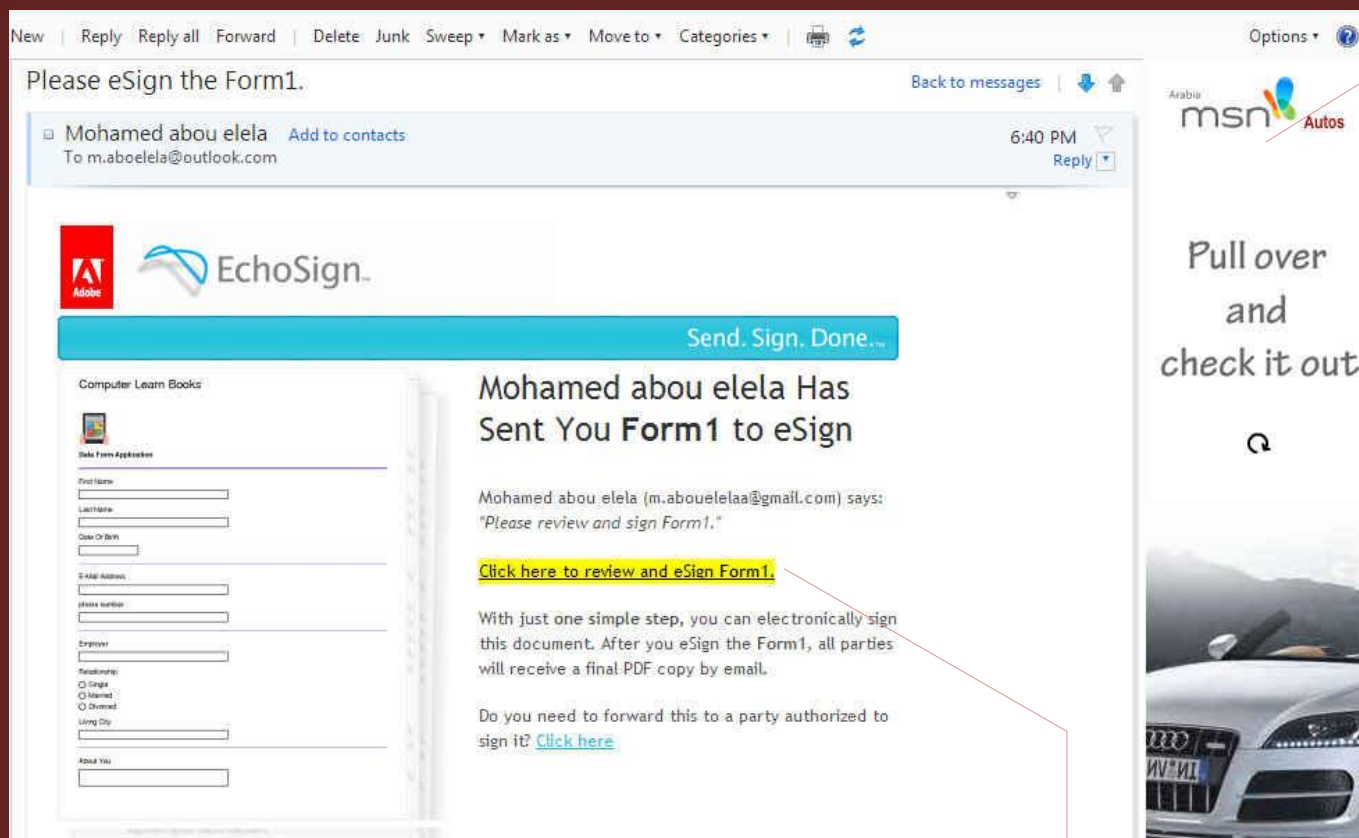 New | Reply Reply all Forward | Delete Junk Sweep Mark as Move to Categories
Options
Please eSign the Form1.
Back to messages
Mohamed abou elela Add to contacts
6:40 PM
To m.aboelela@outlook.com
Reply
Adobe
EchoSign™
Send. Sign. Done.™
Computer Learn Books
Data Form Application
First Name
Last Name
Date Or Birth
E-Mail Address
phone number
Employer
Relationship
Single
Married
Divorced
Living City
About You
Mohamed abou elela Has
Sent You Form1 to eSign
Mohamed abou elela (m.abouelelaa@gmail.com) says:
"Please review and sign Form1."
Click here to review and eSign Form1.
With just one simple step, you can electronically sign
this document. After you eSign the Form1, all parties
will receive a final PDF copy by email.
Do you need to forward this to a party authorized to
sign it? Click here
Arabia
msn Autos
Pull over
and
check it out